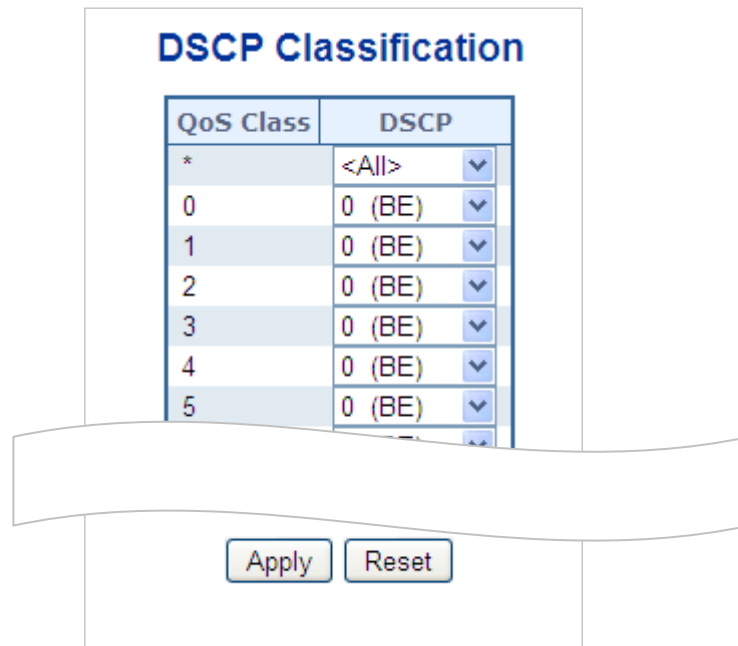 DSCP Classification
QoS Class DSCP
* <All>
0 0 (BE)
1 0 (BE)
2 0 (BE)
3 0 (BE)
4 0 (BE)
5 0 (BE)
Apply Reset